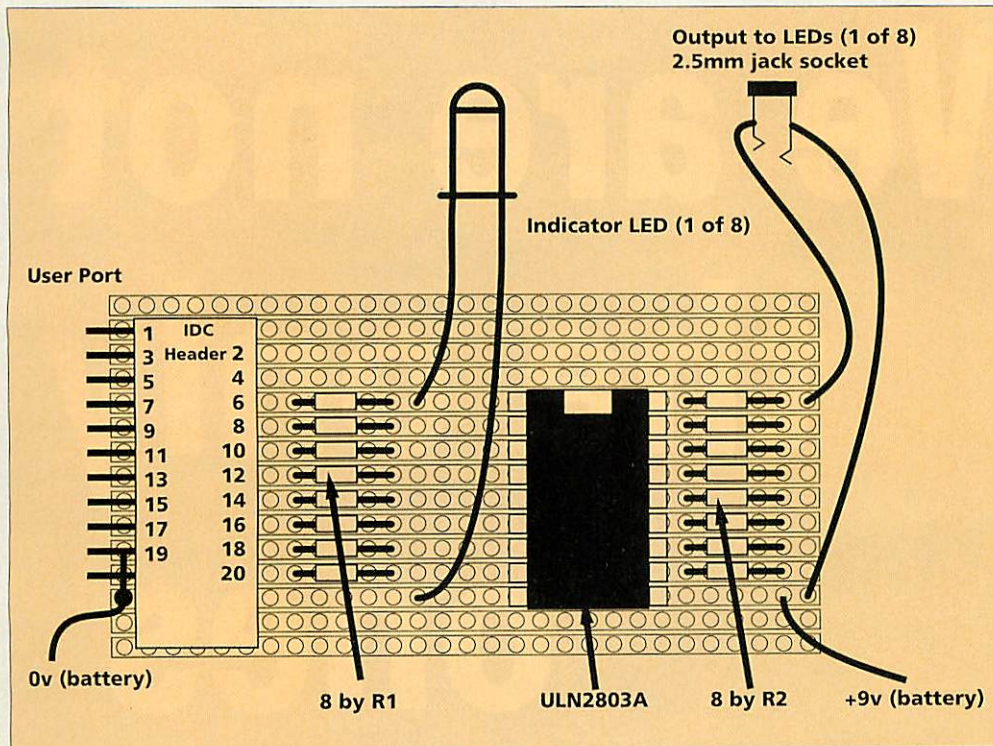 Output to LEDs (1 of 8)
2.5mm jack socket
Indicator LED (1 of 8)
User Port
1 IDC
3 Header 2
5 4
7 6
9 8
11 10
13 12
15 14
17 16
19 18
20
0v (battery)
8 by R1
ULN2803A
8 by R2
+9v (battery)